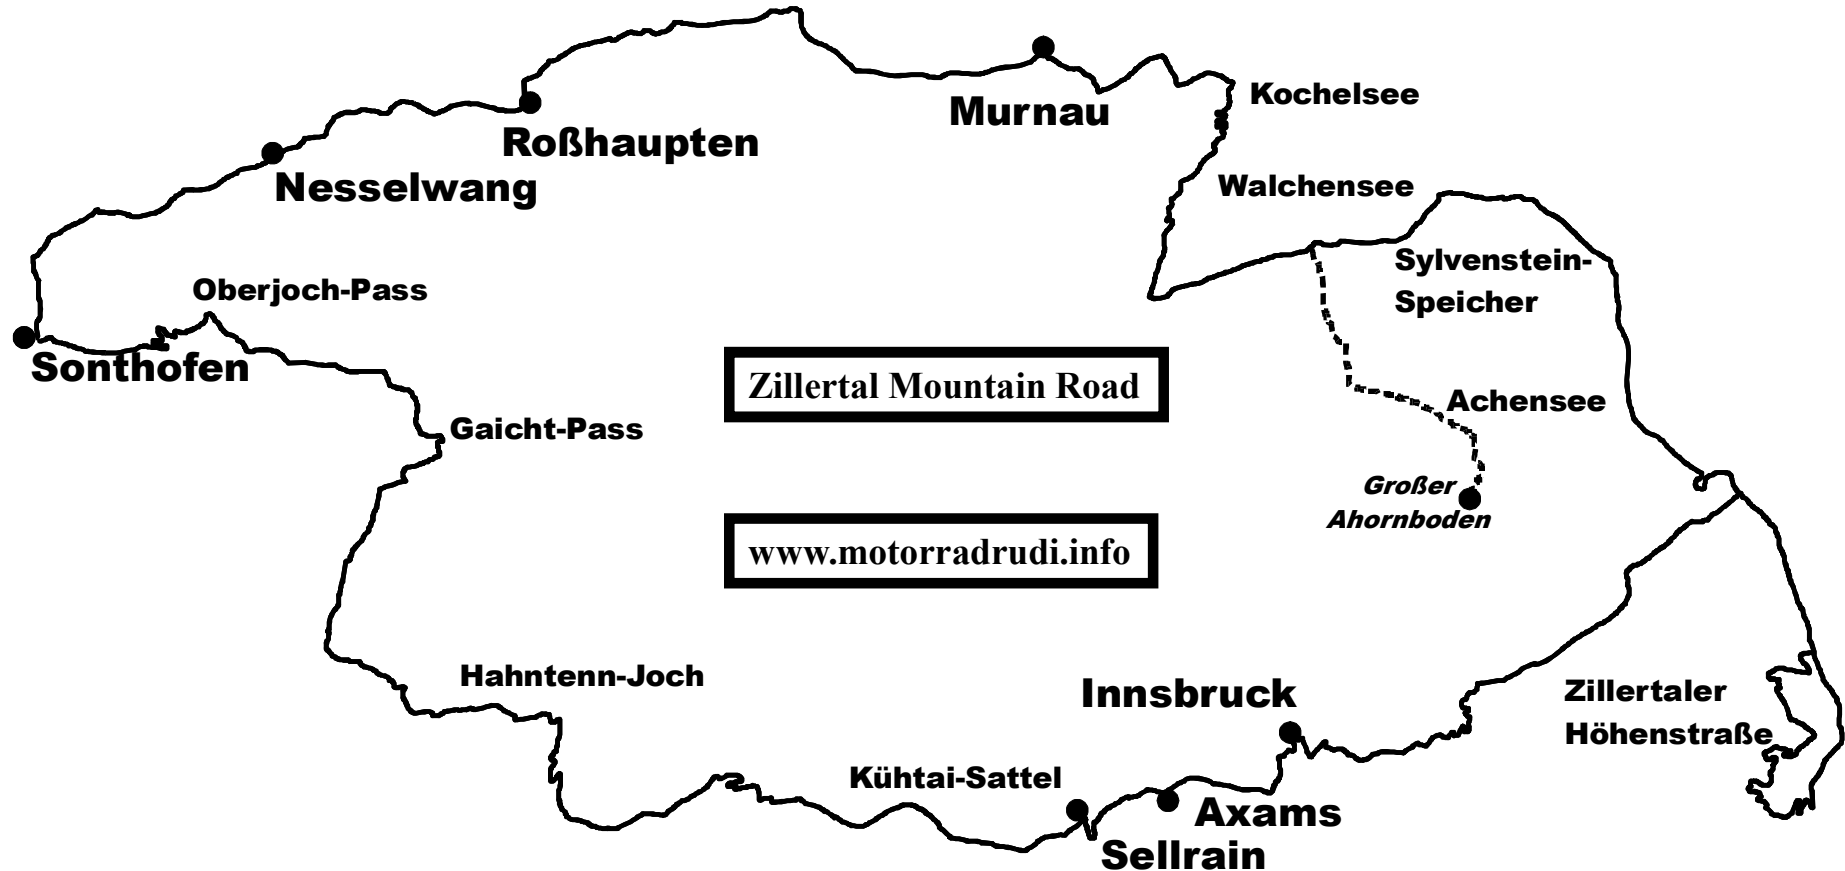 Kochelsee
Murnau
Roßhaupten
Nesselwang
Walchensee
Sylvenstein-
Speicher
Oberjoch-Pass
Sonthofen
Zillertal Mountain Road
Achensee
Gaicht-Pass
Großer
Ahornboden
www.motorradrudi.info
Hahntenn-Joch
Innsbruck
Zillertaler
Höhenstraße
Kühtai-Sattel
Axams
Sellrain